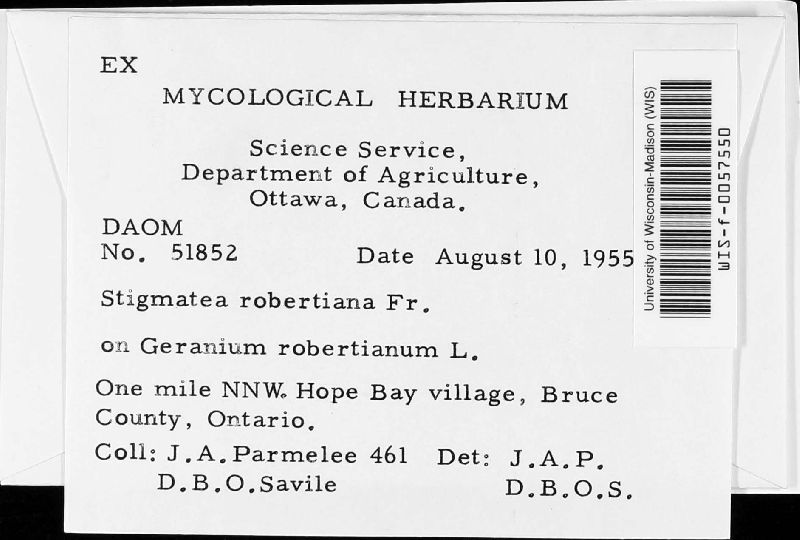 EX
MYCOLOGICAL HERBARIUM
Science Service,
Department of Agriculture,
Ottawa, Canada.
DAOM
No. 51852 Date August 10, 1955
Stigmatea robertiana Fr.
on Geranium robertianum L.
One mile NNW. Hope Bay village, Bruce
County, Ontario.
Coll: J.A.Parmelee 461 Det: J.A.P.
D.B.O.Savile D.B.O.S.
University of Wisconsin-Madison (WIS)
WIS-f-0057550